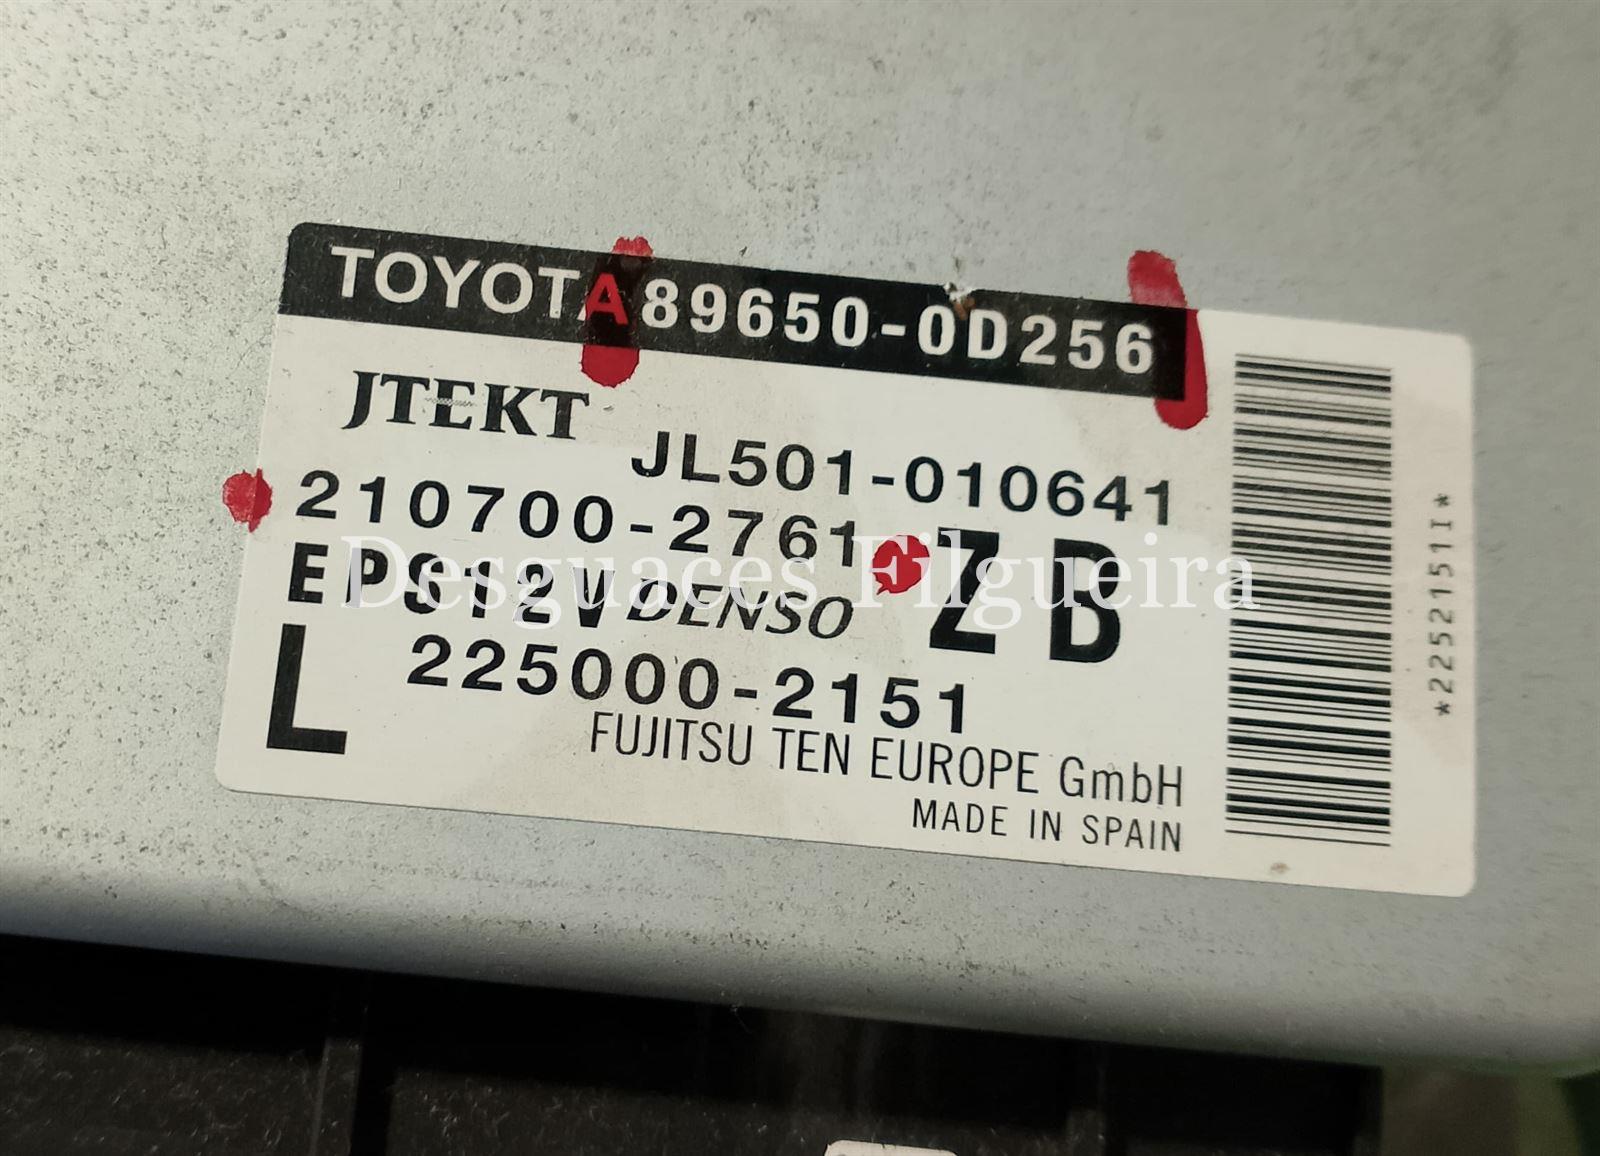 TOYOTA 89650-0D256
JTEKT JL501-010641
210700-2761 ZB
EPS12V DENSO
L 225000-2151
FUJITSU TEN EUROPE GmbH
MADE IN SPAIN
*2252151I*
Desguaces Filgueira